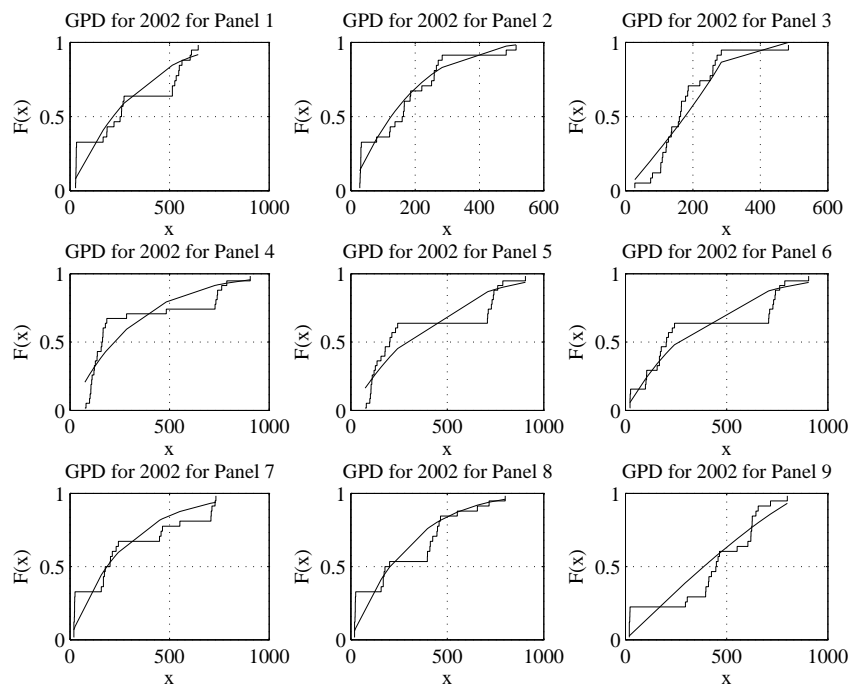 GPD for 2002 for Panel 1
1
0.5
0
F(x)
0 500 1000
x
GPD for 2002 for Panel 2
1
0.5
0
F(x)
0 200 400 600
x
GPD for 2002 for Panel 3
1
0.5
0
F(x)
0 200 400 600
x
GPD for 2002 for Panel 4
1
0.5
0
F(x)
0 500 1000
x
GPD for 2002 for Panel 5
1
0.5
0
F(x)
0 500 1000
x
GPD for 2002 for Panel 6
1
0.5
0
F(x)
0 500 1000
x
GPD for 2002 for Panel 7
1
0.5
0
F(x)
0 500 1000
x
GPD for 2002 for Panel 8
1
0.5
0
F(x)
0 500 1000
x
GPD for 2002 for Panel 9
1
0.5
0
F(x)
0 500 1000
x